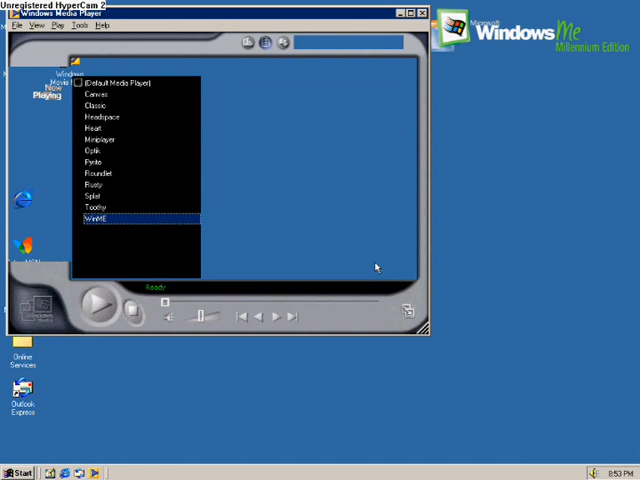 Unregistered HyperCam 2
Windows Media Player
File View Play Tools Help
Microsoft
Windows Me
Millennium Edition
Windows
Now
Playing
(Default Media Player)
Canvas
Classic
Headspace
Heart
Miniplayer
Optik
Pyrite
Roundlet
Rusty
Splat
Toothy
WinME
Ready
Online
Services
Outlook
Express
Start
8:53 PM